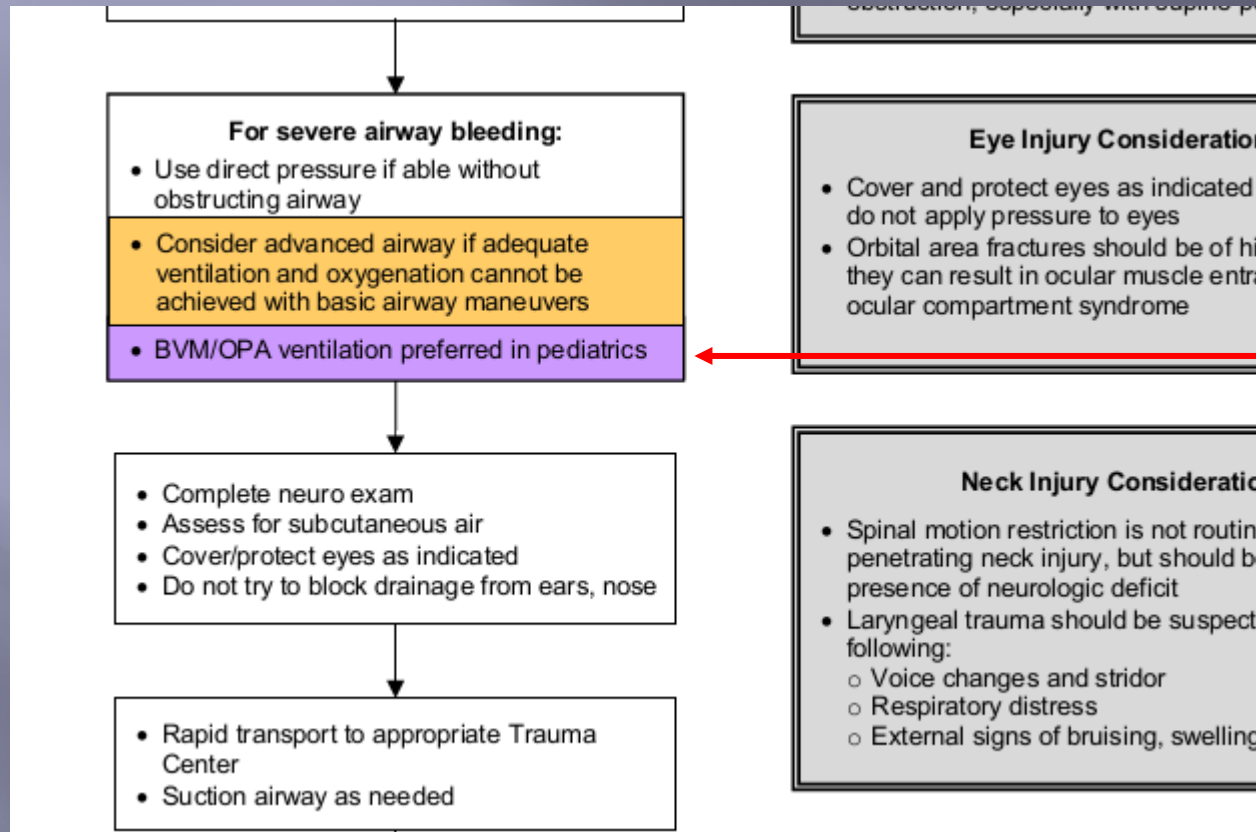 For severe airway bleeding:
• Use direct pressure if able without
obstructing airway
• Consider advanced airway if adequate
ventilation and oxygenation cannot be
achieved with basic airway maneuvers
• BVM/OPA ventilation preferred in pediatrics
• Complete neuro exam
• Assess for subcutaneous air
• Cover/protect eyes as indicated
• Do not try to block drainage from ears, nose
• Rapid transport to appropriate Trauma
Center
• Suction airway as needed
obstruction, especially with supine
Eye Injury
• Cover and protect eyes as indicated
do not apply pressure to eyes
• Orbital area fractures should be of
they can result in ocular muscle
ocular compartment syndrome
Neck Injury
• Spinal motion restriction is not
penetrating neck injury, but should
presence of neurologic deficit
• Laryngeal trauma should be
following:
○ Voice changes and stridor
○ Respiratory distress
○ External signs of bruising, swelling